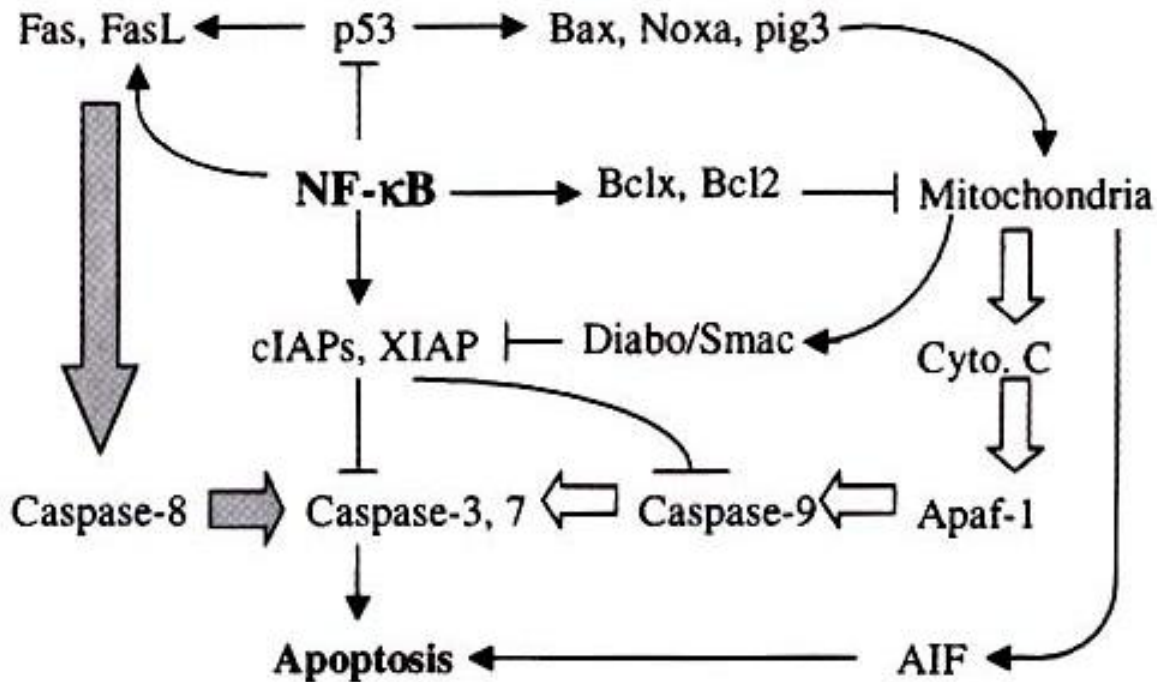 Fas, FasL p53 Bax, Noxa, pig3
NF-κB Bclx, Bcl2 Mitochondria
cIAPs, XIAP Diabo/Smac Cyto. C
Caspase-8 Caspase-3, 7 Caspase-9 Apaf-1
Apoptosis AIF